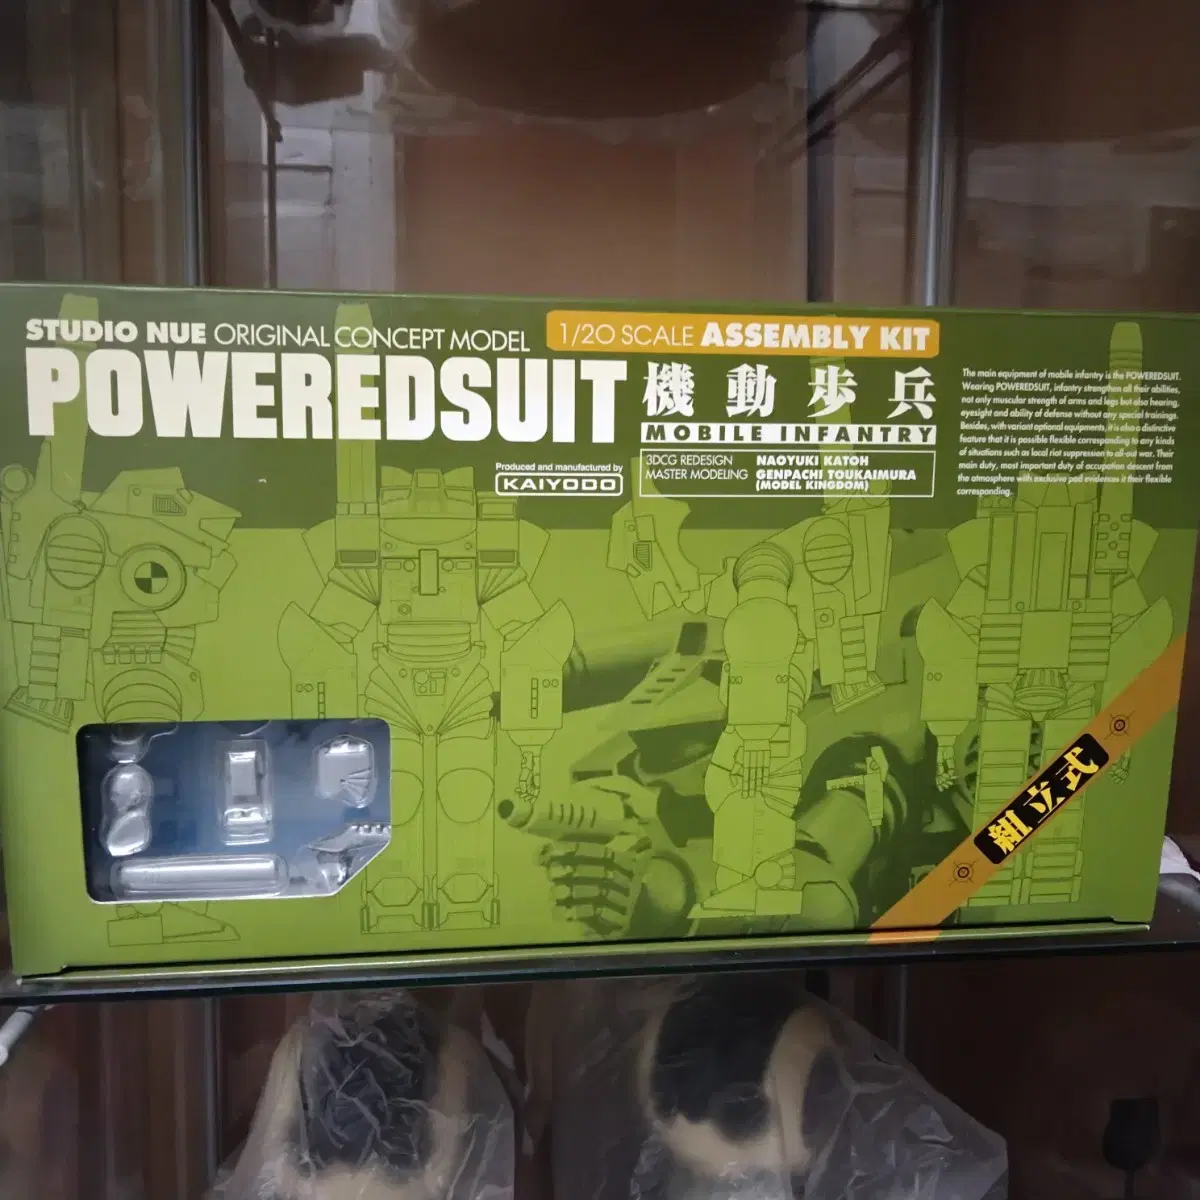 STUDIO NUE ORIGINAL CONCEPT MODEL
1/20 SCALE ASSEMBLY KIT
POWEREDSUIT
機動歩兵
MOBILE INFANTRY
3DCG REDESIGN NAOYUKI KATOH
MASTER MODELING GENPACHI TOUKAIMURA
(MODEL KINGDOM)
Produced and manufactured by
KAIYODO
The main equipment of mobile infantry is the POWEREDSUIT.
Wearing POWEREDSUIT, infantry strengthen all their abilities,
not only muscular strength of arms and legs but also hearing,
eyesight and ability of defense without any special trainings.
Besides, with variant optional equipments, it is also a distinctive
feature that it is possible flexible corresponding to any kinds
of situations such as local riot suppression to all-out war. Their
main duty, most important duty of occupation descent from
the atmosphere with exclusive pod evidences it their flexible
corresponding.
組立式